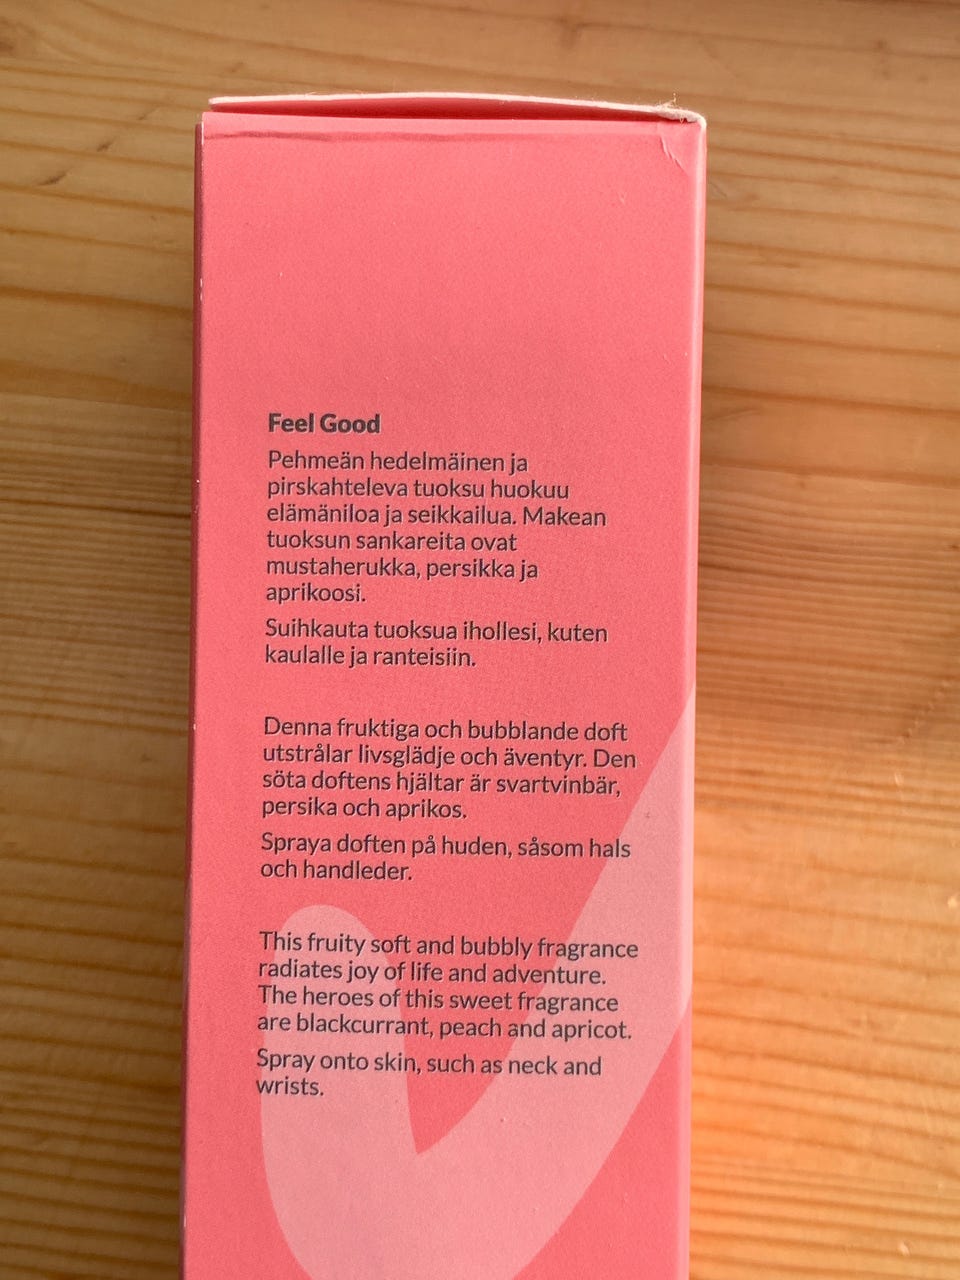 Feel Good
Pehmeän hedelmäinen ja
pirskahteleva tuoksu huokuu
elämäniloa ja seikkailua. Makean
tuoksun sankareita ovat
mustaherukka, persikka ja
aprikoosi.
Suihkauta tuoksua ihollesi, kuten
kaulalle ja ranteisiin.
Denna fruktiga och bubblande doft
utstrålar livsglädje och äventyr. Den
söta doftens hjältar är svartvinbär,
persika och aprikos.
Spraya doften på huden, såsom hals
och handleder.
This fruity soft and bubbly fragrance
radiates joy of life and adventure.
The heroes of this sweet fragrance
are blackcurrant, peach and apricot.
Spray onto skin, such as neck and
wrists.